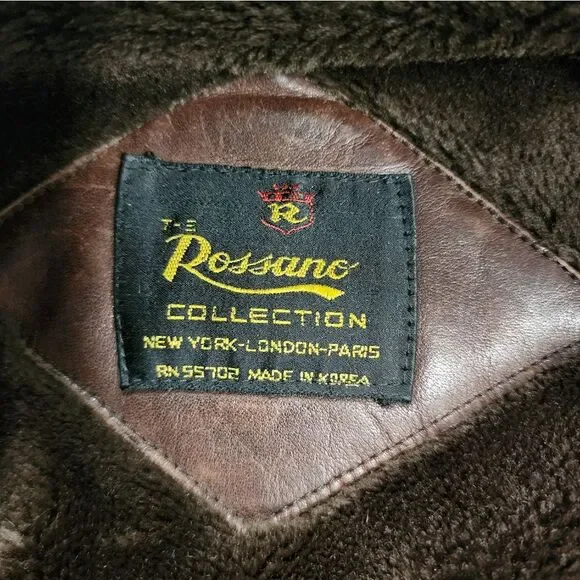 R
THE
Rossano
COLLECTION
NEW YORK-LONDON-PARIS
RN 55702 MADE IN KOREA